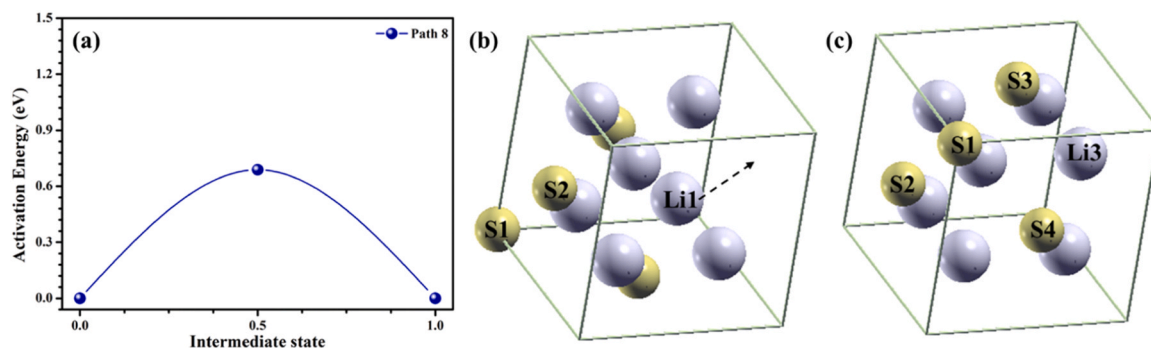 (a)
Path 8
Activation Energy (eV)
1.5
1.2
0.9
0.6
0.3
0.0
0.0 0.5 1.0
Intermediate state
(b)
S2
Li1
S1
(c)
S3
S1
Li3
S2
S4